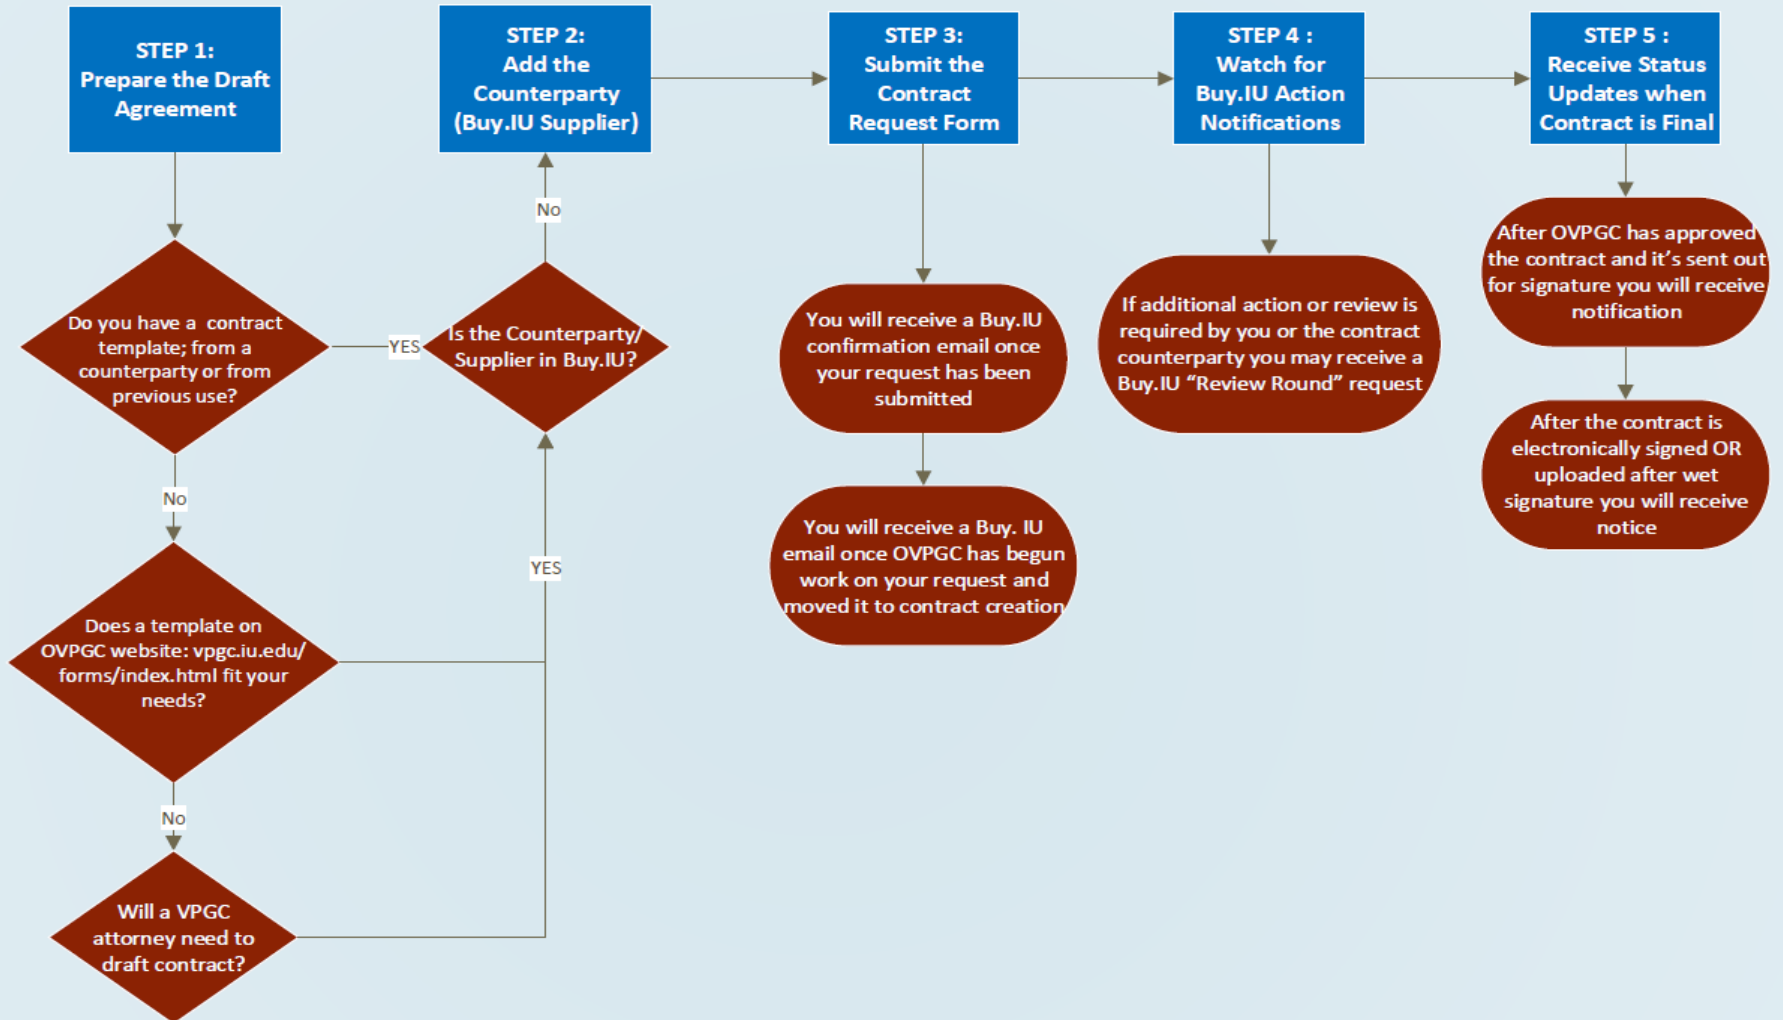 STEP 1:
Prepare the Draft
Agreement
STEP 2:
Add the
Counterparty
(Buy.IU Supplier)
STEP 3:
Submit the
Contract
Request Form
STEP 4 :
Watch for
Buy.IU Action
Notifications
STEP 5 :
Receive Status
Updates when
Contract is Final
Do you have a contract
template; from a
counterparty or from
previous use?
YES
Is the Counterparty/
Supplier in Buy.IU?
No
No
Does a template on
OVPGC website: vpgc.iu.edu/
forms/index.html fit your
needs?
YES
No
Will a VPGC
attorney need to
draft contract?
You will receive a Buy.IU
confirmation email once
your request has been
submitted
You will receive a Buy. IU
email once OVPGC has begun
work on your request and
moved it to contract creation
If additional action or review is
required by you or the contract
counterparty you may receive a
Buy.IU “Review Round” request
After OVPGC has approved
the contract and it’s sent out
for signature you will receive
notification
After the contract is
electronically signed OR
uploaded after wet
signature you will receive
notice